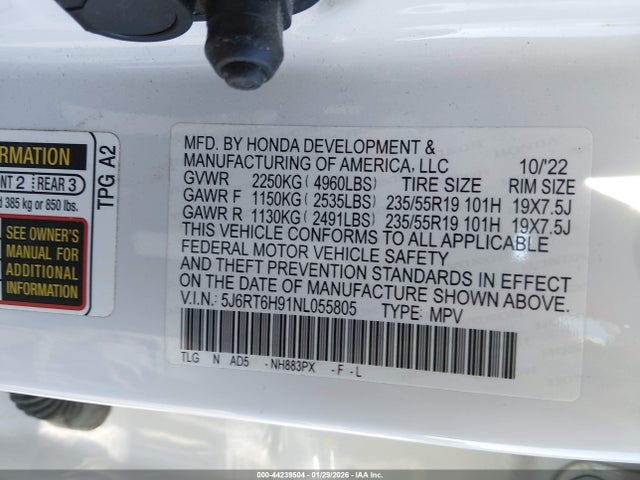 MFD. BY HONDA DEVELOPMENT &
MANUFACTURING OF AMERICA, LLC 10/'22
GVWR 2250KG ( 4960LBS) TIRE SIZE RIM SIZE
GAWR F 1150KG ( 2535LBS) 235/55R19 101H 19X7.5J
GAWR R 1130KG ( 2491LBS) 235/55R19 101H 19X7.5J
THIS VEHICLE CONFORMS TO ALL APPLICABLE
FEDERAL MOTOR VEHICLE SAFETY
AND THEFT PREVENTION STANDARDS IN EFFECT
ON THE DATE OF MANUFACTURE SHOWN ABOVE.
V.I.N.: 5J6RT6H91NL055805 TYPE: MPV
TLG N AD5 -NH883PX -F-L
RMATION
NT 2 REAR 3
d 385 kg or 850 lbs.
SEE OWNER'S
MANUAL FOR
ADDITIONAL
INFORMATION
TPG A2
000-44239504 - 01/29/2026 - ©IAA, Inc.